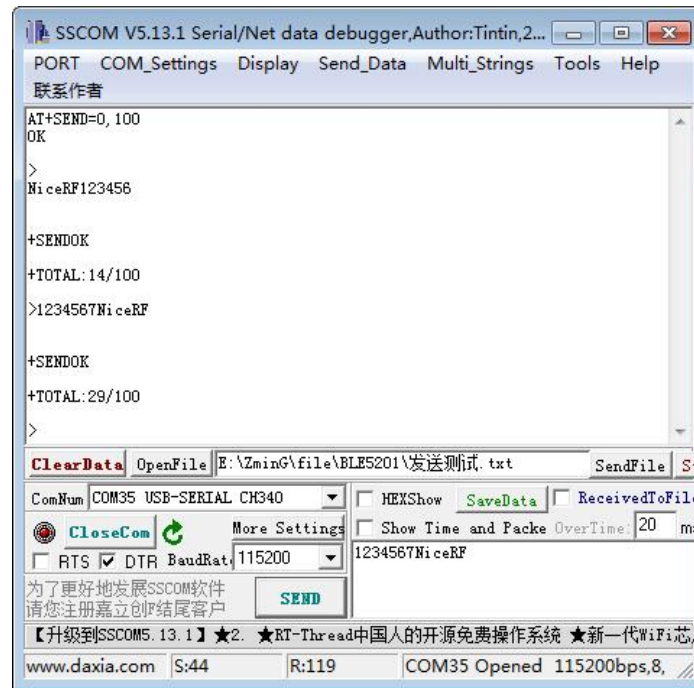 SSCOM V5.13.1 Serial/Net data debugger,Author:Tintin,2...
PORT COM_Settings Display Send_Data Multi_Strings Tools Help
联系作者
AT+SEND=0,100
OK
>
NiceRF123456
+SENDOK
+TOTAL:14/100
>1234567NiceRF
+SENDOK
+TOTAL:29/100
>
ClearData OpenFile E:\ZminG\file\BLE5201\发送测试.txt SendFile S
ComNum COM35 USB-SERIAL CH340 HEXShow SaveData ReceivedToFile
CloseCom More Settings Show Time and Packe OverTime: 20 m
RTS DTR BaudRat 115200 1234567NiceRF
为了更好地发展SSCOM软件
请您注册嘉立创F结尾客户 SEND
【升级到SSCOM5.13.1】★2. ★RT-Thread中国人的开源免费操作系统 ★新一代WiFi芯
www.daxia.com S:44 R:119 COM35 Opened 115200bps,8,